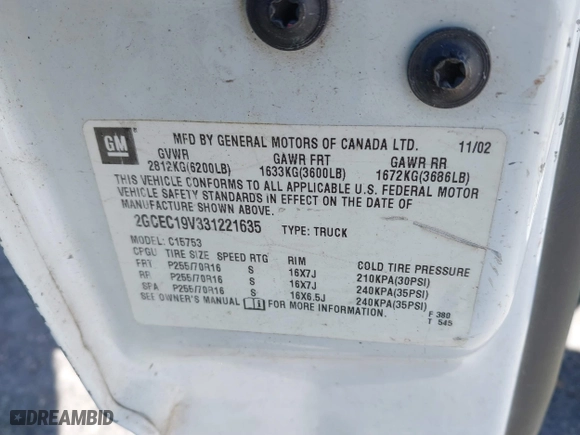 GM
MFD BY GENERAL MOTORS OF CANADA LTD. 11/02
GVWR GAWR FRT GAWR RR
2812KG(6200LB) 1633KG(3600LB) 1672KG(3686LB)
THIS VEHICLE CONFORMS TO ALL APPLICABLE U.S. FEDERAL MOTOR
VEHICLE SAFETY STANDARDS IN EFFECT ON THE DATE OF
MANUFACTURE SHOWN ABOVE.
2GCEC19V331221635 TYPE: TRUCK
MODEL: C15753
CFGU TIRE SIZE SPEED RTG RIM COLD TIRE PRESSURE
FRT P255/70R16 S 16X7J 210KPA(30PSI)
RR P255/70R16 S 16X7J 240KPA(35PSI)
SPA P255/70R16 S 16X6.5J 240KPA(35PSI)
SEE OWNER'S MANUAL FOR MORE INFORMATION.
F 380
T 545
DREAMBID